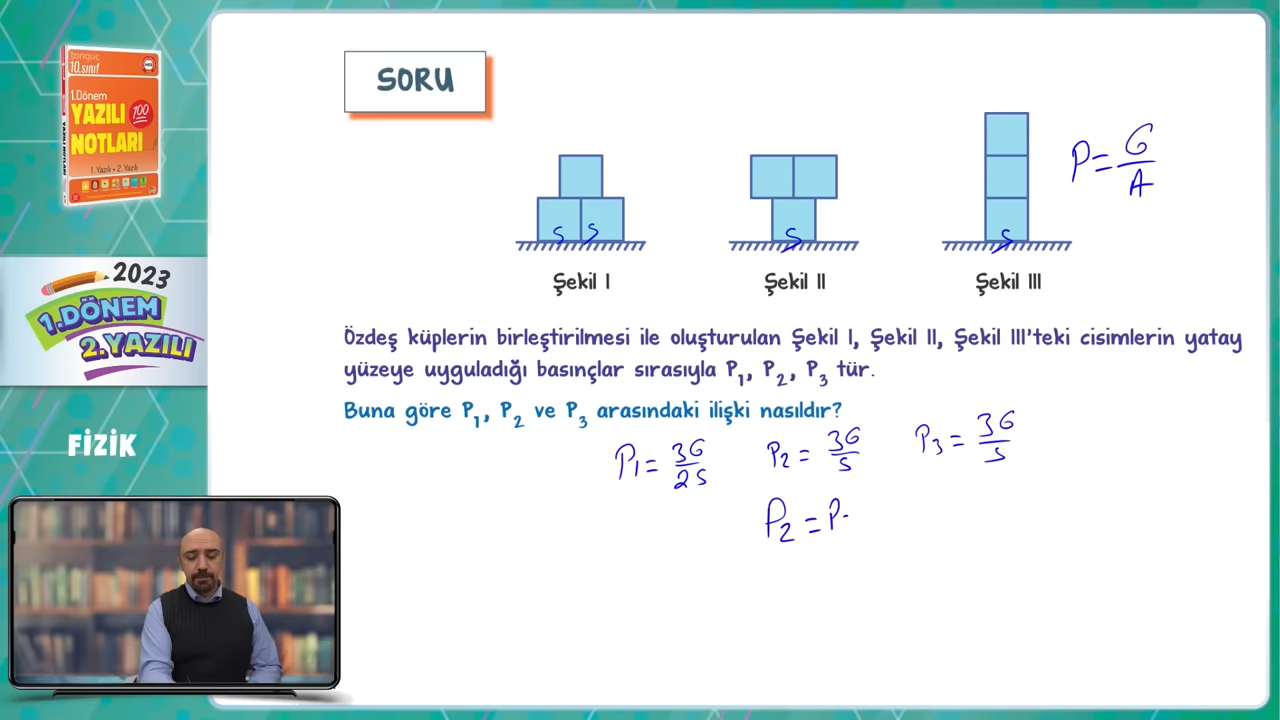 tonguç
10.sınıf
1.Dönem
YAZILI
100
NOTLARI
1. Yazılı • 2. Yazılı
YAZILI NOTLARI
2023
1.DÖNEM
2.YAZILI
FİZİK
SORU
P=G/A
S S
S
S
Şekil I
Şekil II
Şekil III
Özdeş küplerin birleştirilmesi ile oluşturulan Şekil I, Şekil II, Şekil III'teki cisimlerin yatay
yüzeye uyguladığı basınçlar sırasıyla P₁, P₂, P₃ tür.
Buna göre P₁, P₂ ve P₃ arasındaki ilişki nasıldır?
P₁=3G/2S P₂=3G/S P₃=3G/S
P₂=P